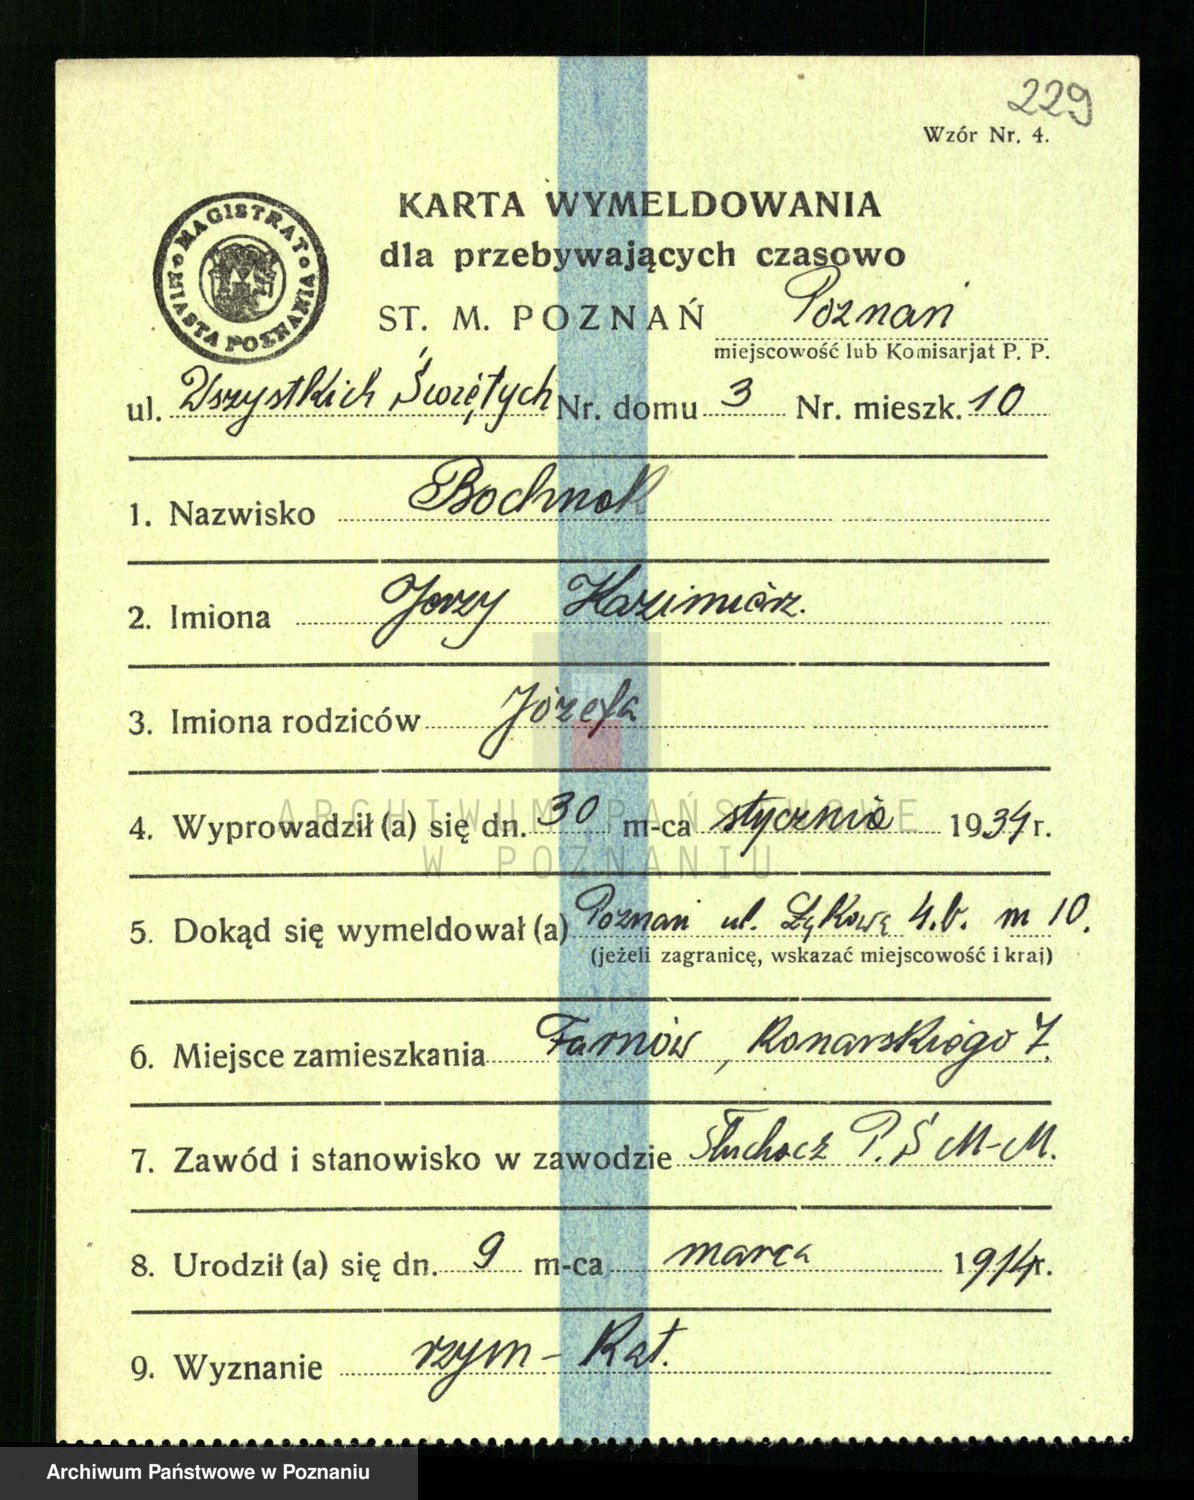 229
Wzór Nr. 4.
MAGISTRAT MIASTA POZNANIA
KARTA WYMELDOWANIA
dla przebywających czasowo
ST. M. POZNAŃ Poznań
miejscowość lub Komisarjat P. P.
ul. Wszystkich Świętych Nr. domu 3 Nr. mieszk. 10
1. Nazwisko Bochnak
2. Imiona Jerzy Kazimierz.
3. Imiona rodziców Józefa
4. Wyprowadził (a) się dn. 30 m-ca stycznia 1934 r.
5. Dokąd się wymeldował (a) Poznań ul. Łąkowa 4.b. m 10.
(jeżeli zagranicę, wskazać miejscowość i kraj)
6. Miejsce zamieszkania Tarnów, Konarskiego 7.
7. Zawód i stanowisko w zawodzie Słuchacz P. Ś M-M.
8. Urodził (a) się dn. 9 m-ca marca 1914 r.
9. Wyznanie rzym-Kat.
ARCHIWUM PAŃSTWOWE
W POZNANIU
Archiwum Państwowe w Poznaniu